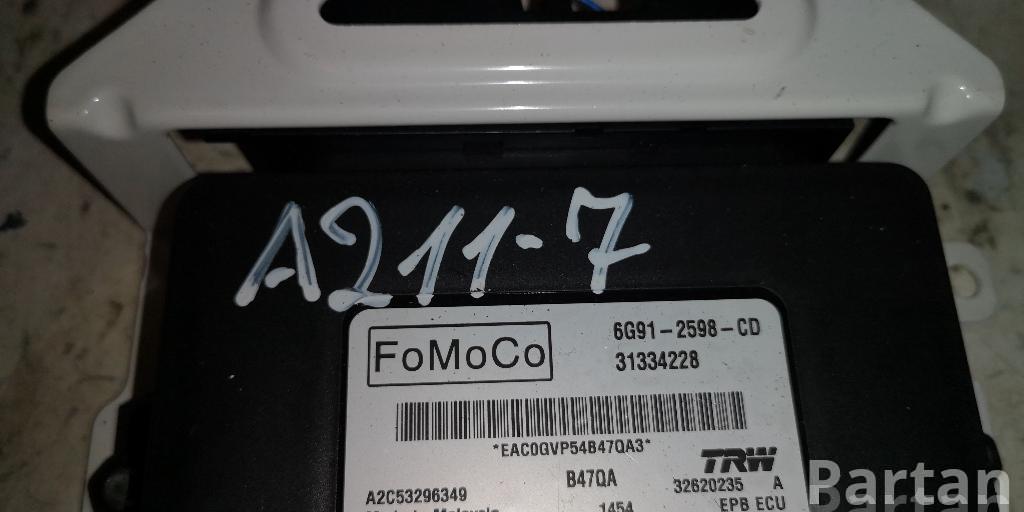 A211-7
FoMoCo
6G91-2598-CD
31334228
*EAC0GVP54B47QA3*
B47QA
TRW
A2C53296349
32620235 A
1454
EPB ECU
Bartan